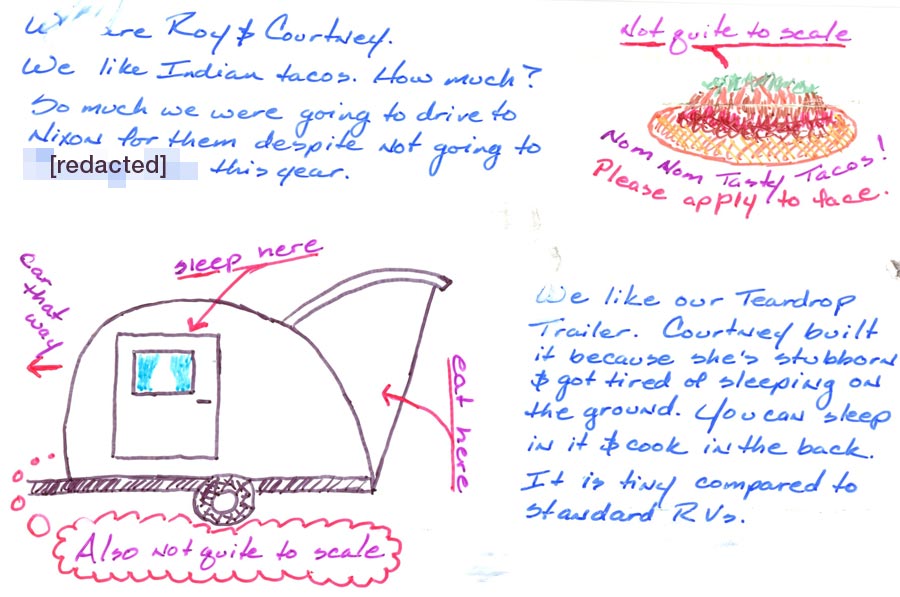 We're Roy & Courtney.
We like Indian tacos. How much?
So much we were going to drive to
Nixon for them despite not going to
[redacted] this year.
Not quite to scale
Nom Nom Tasty Tacos!
Please apply to face.
car
that
way
sleep here
eat here
Also not quite to scale
We like our Teardrop
Trailer. Courtney built
it because she's stubborn
& got tired of sleeping on
the ground. You can sleep
in it & cook in the back.
It is tiny compared to
standard RVs.